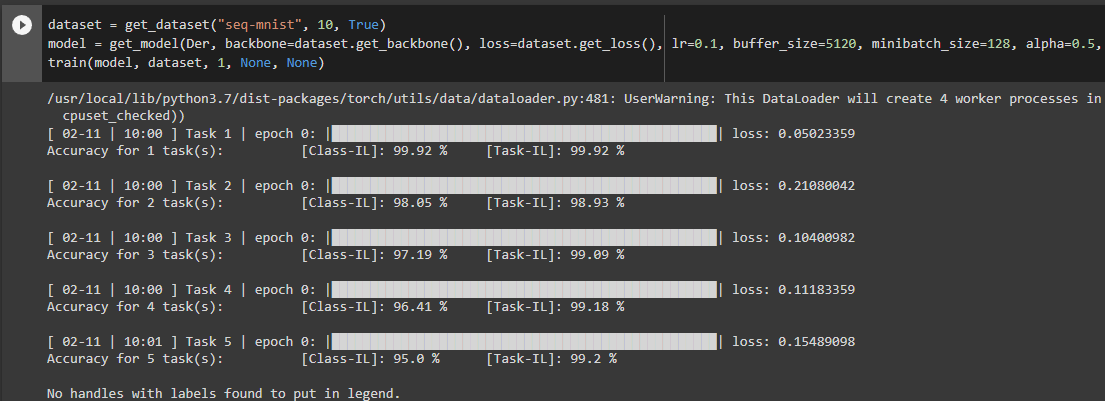 dataset = get_dataset("seq-mnist", 10, True)
model = get_model(Der, backbone=dataset.get_backbone(), loss=dataset.get_loss(), lr=0.1, buffer_size=5120, minibatch_size=128, alpha=0.5,
train(model, dataset, 1, None, None)
/usr/local/lib/python3.7/dist-packages/torch/utils/data/dataloader.py:481: UserWarning: This DataLoader will create 4 worker processes in
cpuset_checked))
[ 02-11 | 10:00 ] Task 1 | epoch 0: |██████████████████████████████████████████████████| loss: 0.05023359
Accuracy for 1 task(s): [Class-IL]: 99.92 % [Task-IL]: 99.92 %
[ 02-11 | 10:00 ] Task 2 | epoch 0: |██████████████████████████████████████████████████| loss: 0.21080042
Accuracy for 2 task(s): [Class-IL]: 98.05 % [Task-IL]: 98.93 %
[ 02-11 | 10:00 ] Task 3 | epoch 0: |██████████████████████████████████████████████████| loss: 0.10400982
Accuracy for 3 task(s): [Class-IL]: 97.19 % [Task-IL]: 99.09 %
[ 02-11 | 10:00 ] Task 4 | epoch 0: |██████████████████████████████████████████████████| loss: 0.11183359
Accuracy for 4 task(s): [Class-IL]: 96.41 % [Task-IL]: 99.18 %
[ 02-11 | 10:01 ] Task 5 | epoch 0: |██████████████████████████████████████████████████| loss: 0.15489098
Accuracy for 5 task(s): [Class-IL]: 95.0 % [Task-IL]: 99.2 %
No handles with labels found to put in legend.